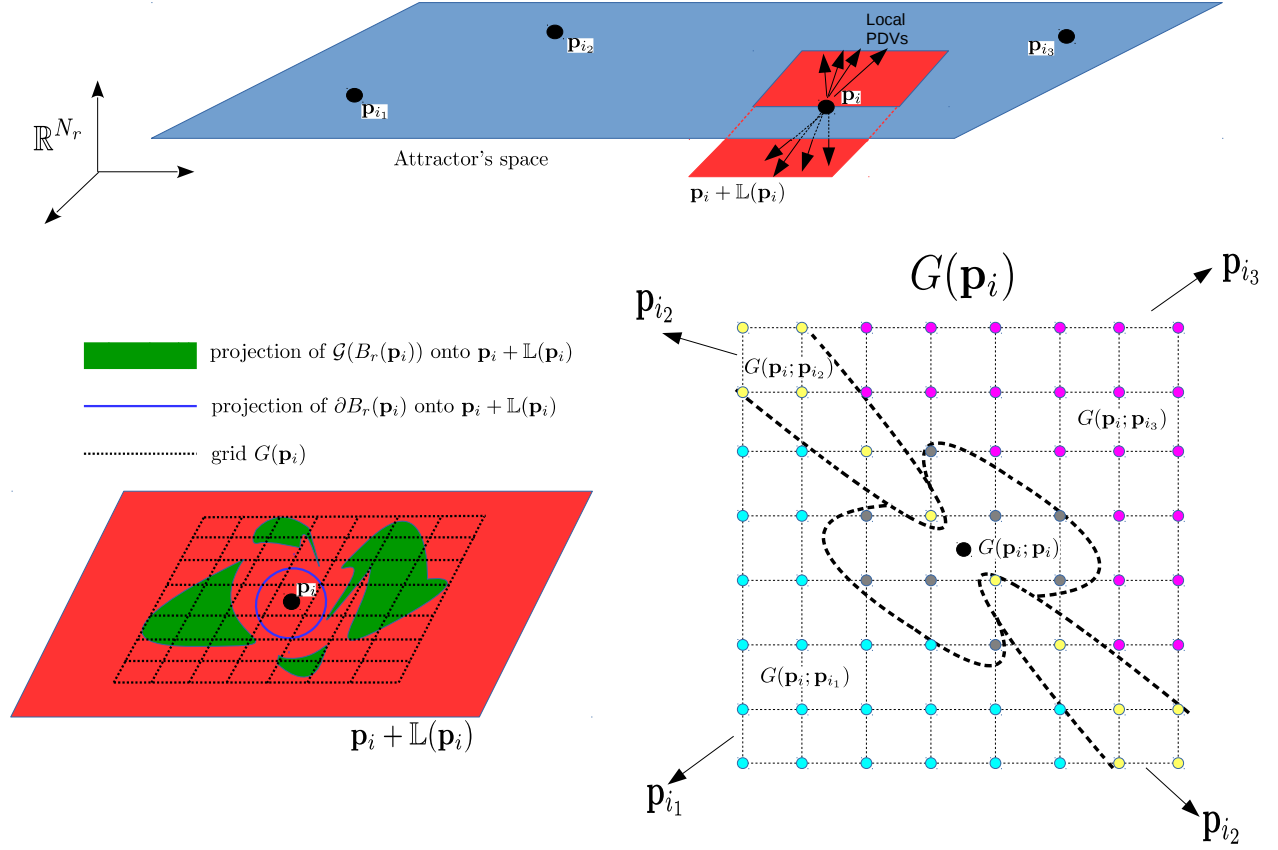 Local
PDVs
𝐩_{i_2}
𝐩_{i_3}
𝐩_{i_1}
𝐩_i
ℝ^{N_r}
Attractor's space
𝐩_i + 𝕃(𝐩_i)
G(𝐩_i)
𝐩_{i_3}
𝐩_{i_2}
projection of 𝒢(B_r(𝐩_i)) onto 𝐩_i + 𝕃(𝐩_i)
projection of ∂B_r(𝐩_i) onto 𝐩_i + 𝕃(𝐩_i)
grid G(𝐩_i)
𝐩_i
𝐩_i + 𝕃(𝐩_i)
G(𝐩_i; 𝐩_{i_2})
G(𝐩_i; 𝐩_{i_3})
G(𝐩_i; 𝐩_i)
G(𝐩_i; 𝐩_{i_1})
𝐩_{i_1}
𝐩_{i_2}